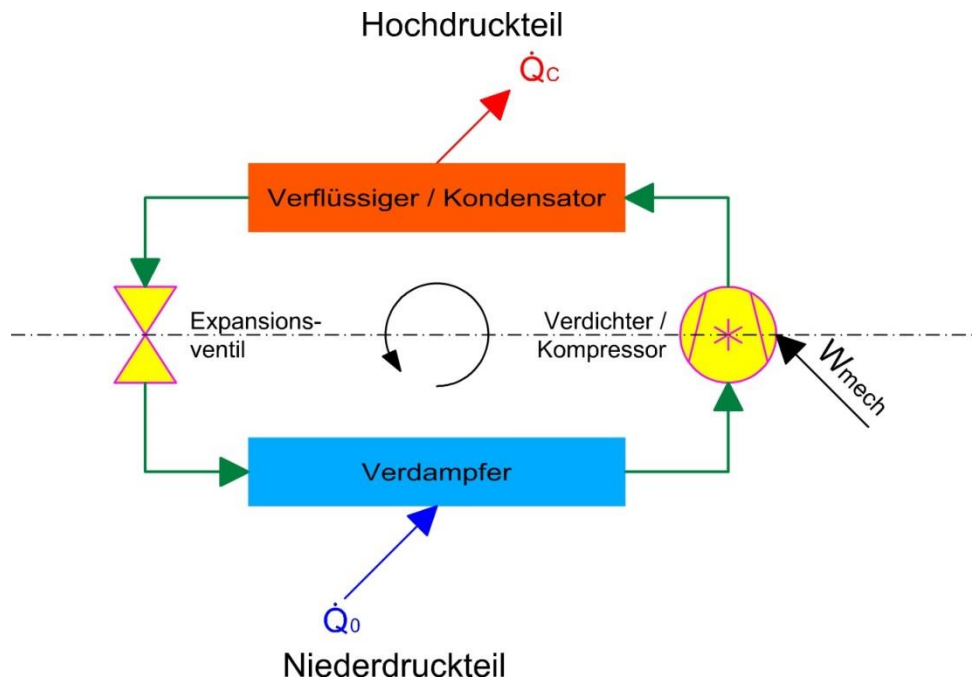 Hochdruckteil
Q̇C
Verflüssiger / Kondensator
Expansions-
ventil
Verdichter /
Kompressor
Wmech
Verdampfer
Q̇0
Niederdruckteil